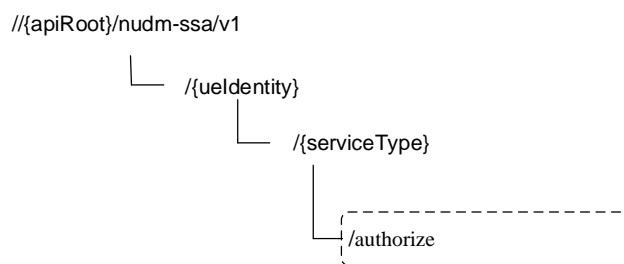 //{apiRoot}/nudm-ssa/v1
/{ueIdentity}
/{serviceType}
/authorize